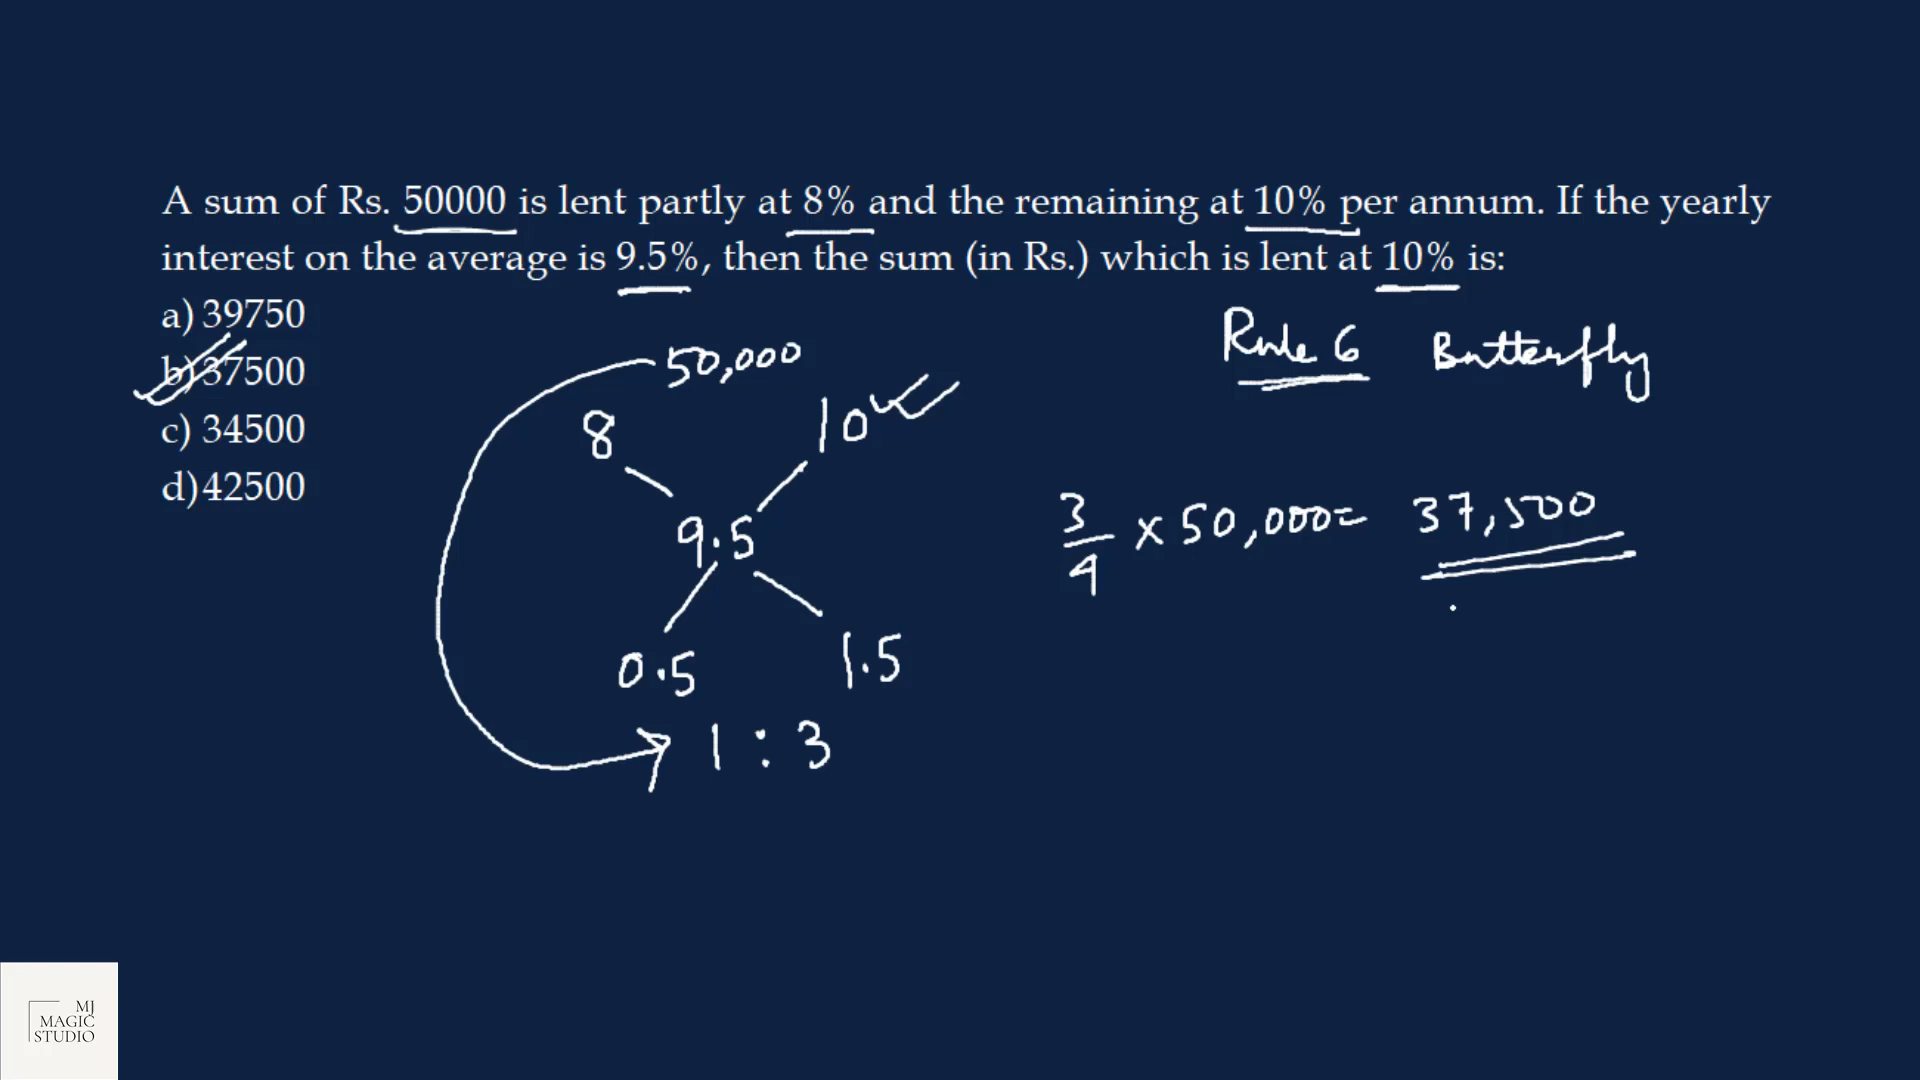 A sum of Rs. 50000 is lent partly at 8% and the remaining at 10% per annum. If the yearly
interest on the average is 9.5%, then the sum (in Rs.) which is lent at 10% is:
a) 39750
b) 37500
c) 34500
d) 42500
Rule 6 Butterfly
50,000
8 10
9.5
0.5 1.5
1 : 3
3/4 x 50,000= 37,500
MJ
MAGIC
STUDIO